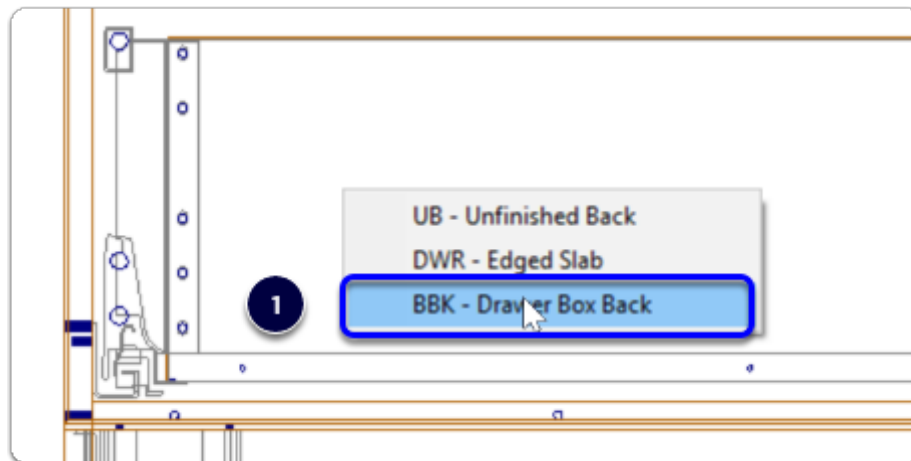 UB - Unfinished Back
DWR - Edged Slab
1
BBK - Drawer Box Back